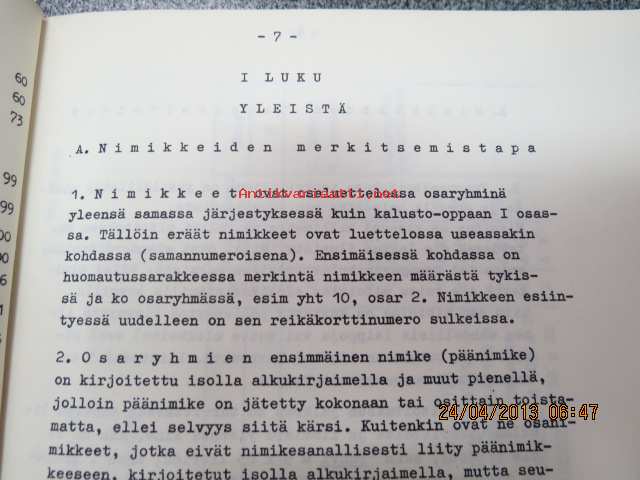 - 7 -
I LUKU
YLEISTÄ
A. Nimikkeiden merkitsemistapa
1. Nimikkeet ovat osaluettelossa osaryhminä
yleensä samassa järjestyksessä kuin kalusto-oppaan I osas-
sa. Tällöin eräät nimikkeet ovat luettelossa useassakin
kohdassa (samannumeroisena). Ensimäisessä kohdassa on
huomautussarakkeessa merkintä nimikkeen määrästä tykis-
sä ja ko osaryhmässä, esim yht 10, osar 2. Nimikkeen esiin-
tyessä uudelleen on sen reikäkorttinumero sulkeissa.
2. Osaryhmien ensimmäinen nimike (päänimike)
on kirjoitettu isolla alkukirjaimella ja muut pienellä,
jolloin päänimike on jätetty kokonaan tai osittain toista-
matta, ellei selvyys siitä kärsi. Kuitenkin ovat ne osani-
mikkeet, jotka eivät nimikesanallisesti liity päänimik-
keeseen, kirjoitetut isolla alkukirjaimella, mutta seu-
60
60
73
99
99
24/04/2013 06:47